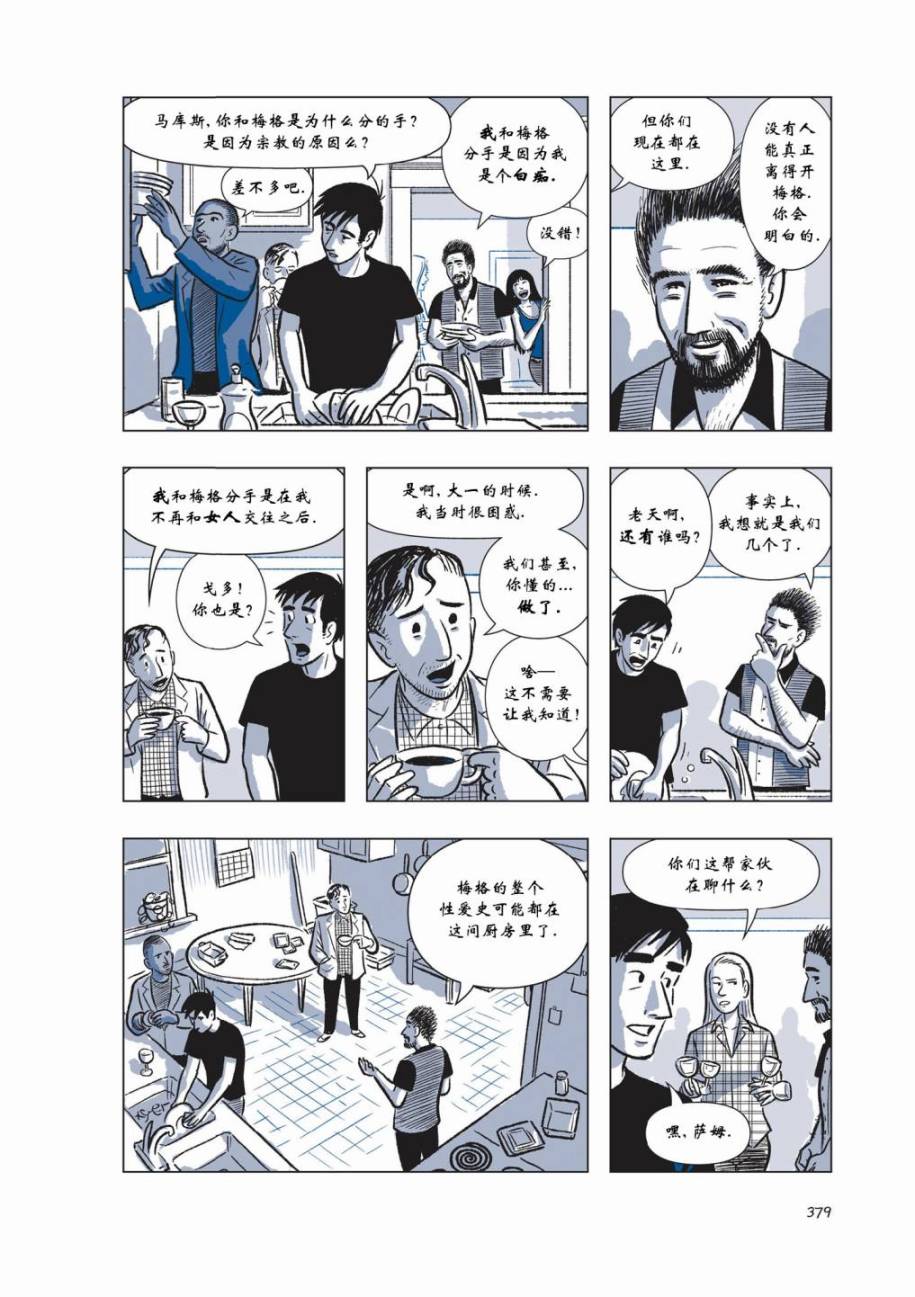 马库斯,你和梅格是为什么分的手?
是因为宗教的原因么?
差不多吧.
我和梅格
分手是因为我
是个白痴.
没错!
但你们
现在都在
这里.
没有人
能真正
离得开
梅格.
你会
明白的.
我和梅格分手是在我
不再和女人交往之后.
戈多!
你也是?
是啊,大一的时候.
我当时很困惑.
我们甚至,
你懂的...
做了.
啥—
这不需要
让我知道!
老天啊,
还有谁吗?
事实上,
我想就是我们
几个了.
梅格的整个
性爱史可能都在
这间厨房里了.
你们这帮家伙
在聊什么?
嘿,萨姆.
379